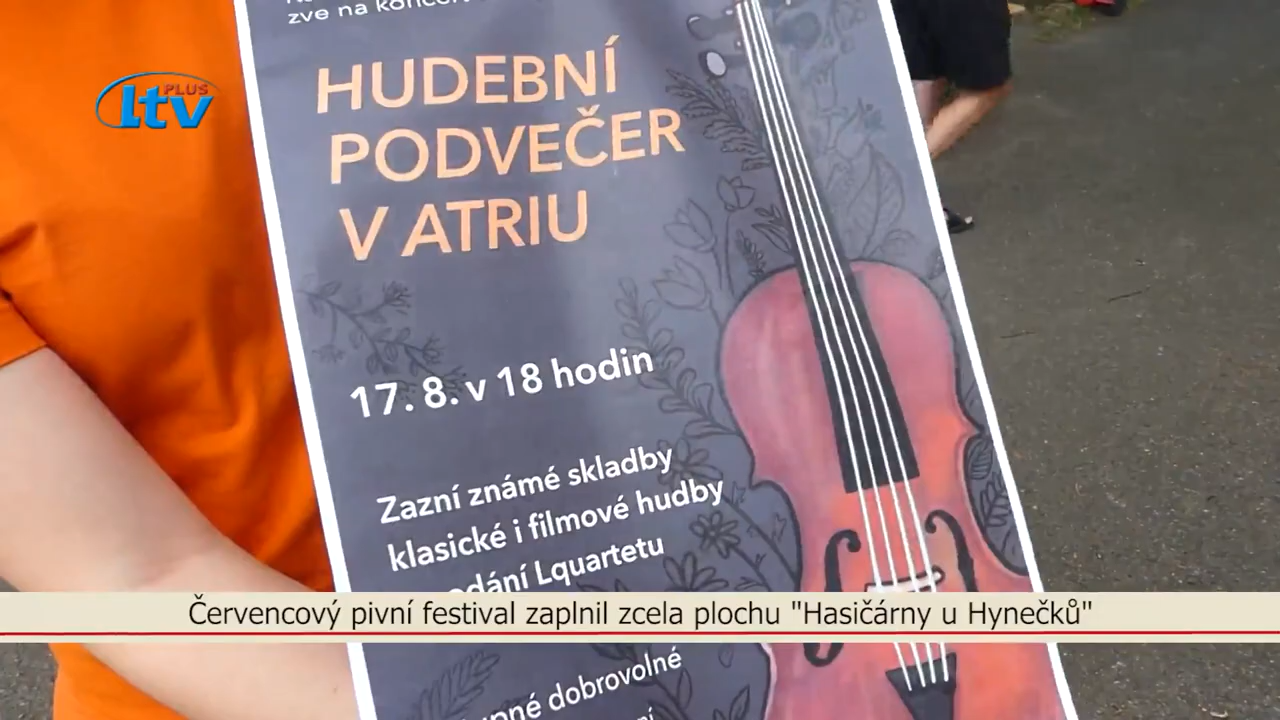 zve na koncert
HUDEBNÍ
PODVEČER
V ATRIU
17. 8. v 18 hodin
Zazní známé skladby
klasické i filmové hudby
Lquartetu
dobrovolné
ltv PLUS
Červencový pivní festival zaplnil zcela plochu "Hasičárny u Hynečků"